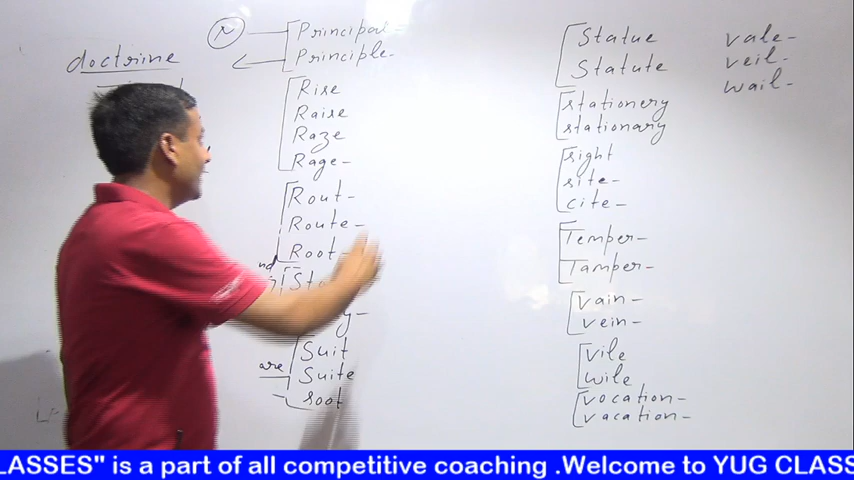 doctrine
N
Principal
Principle-
Rise
Raise
Raze
Rage-
Rout-
Route-
Root-
Suit
are
Suite
soot
Statue
Statute
stationery
stationary
sight
site-
cite-
Temper-
Tamper-
vain-
vein-
vile
wile
vocation-
vacation-
vale-
veil-
wail-
CLASSES" is a part of all competitive coaching .Welcome to YUG CLASS